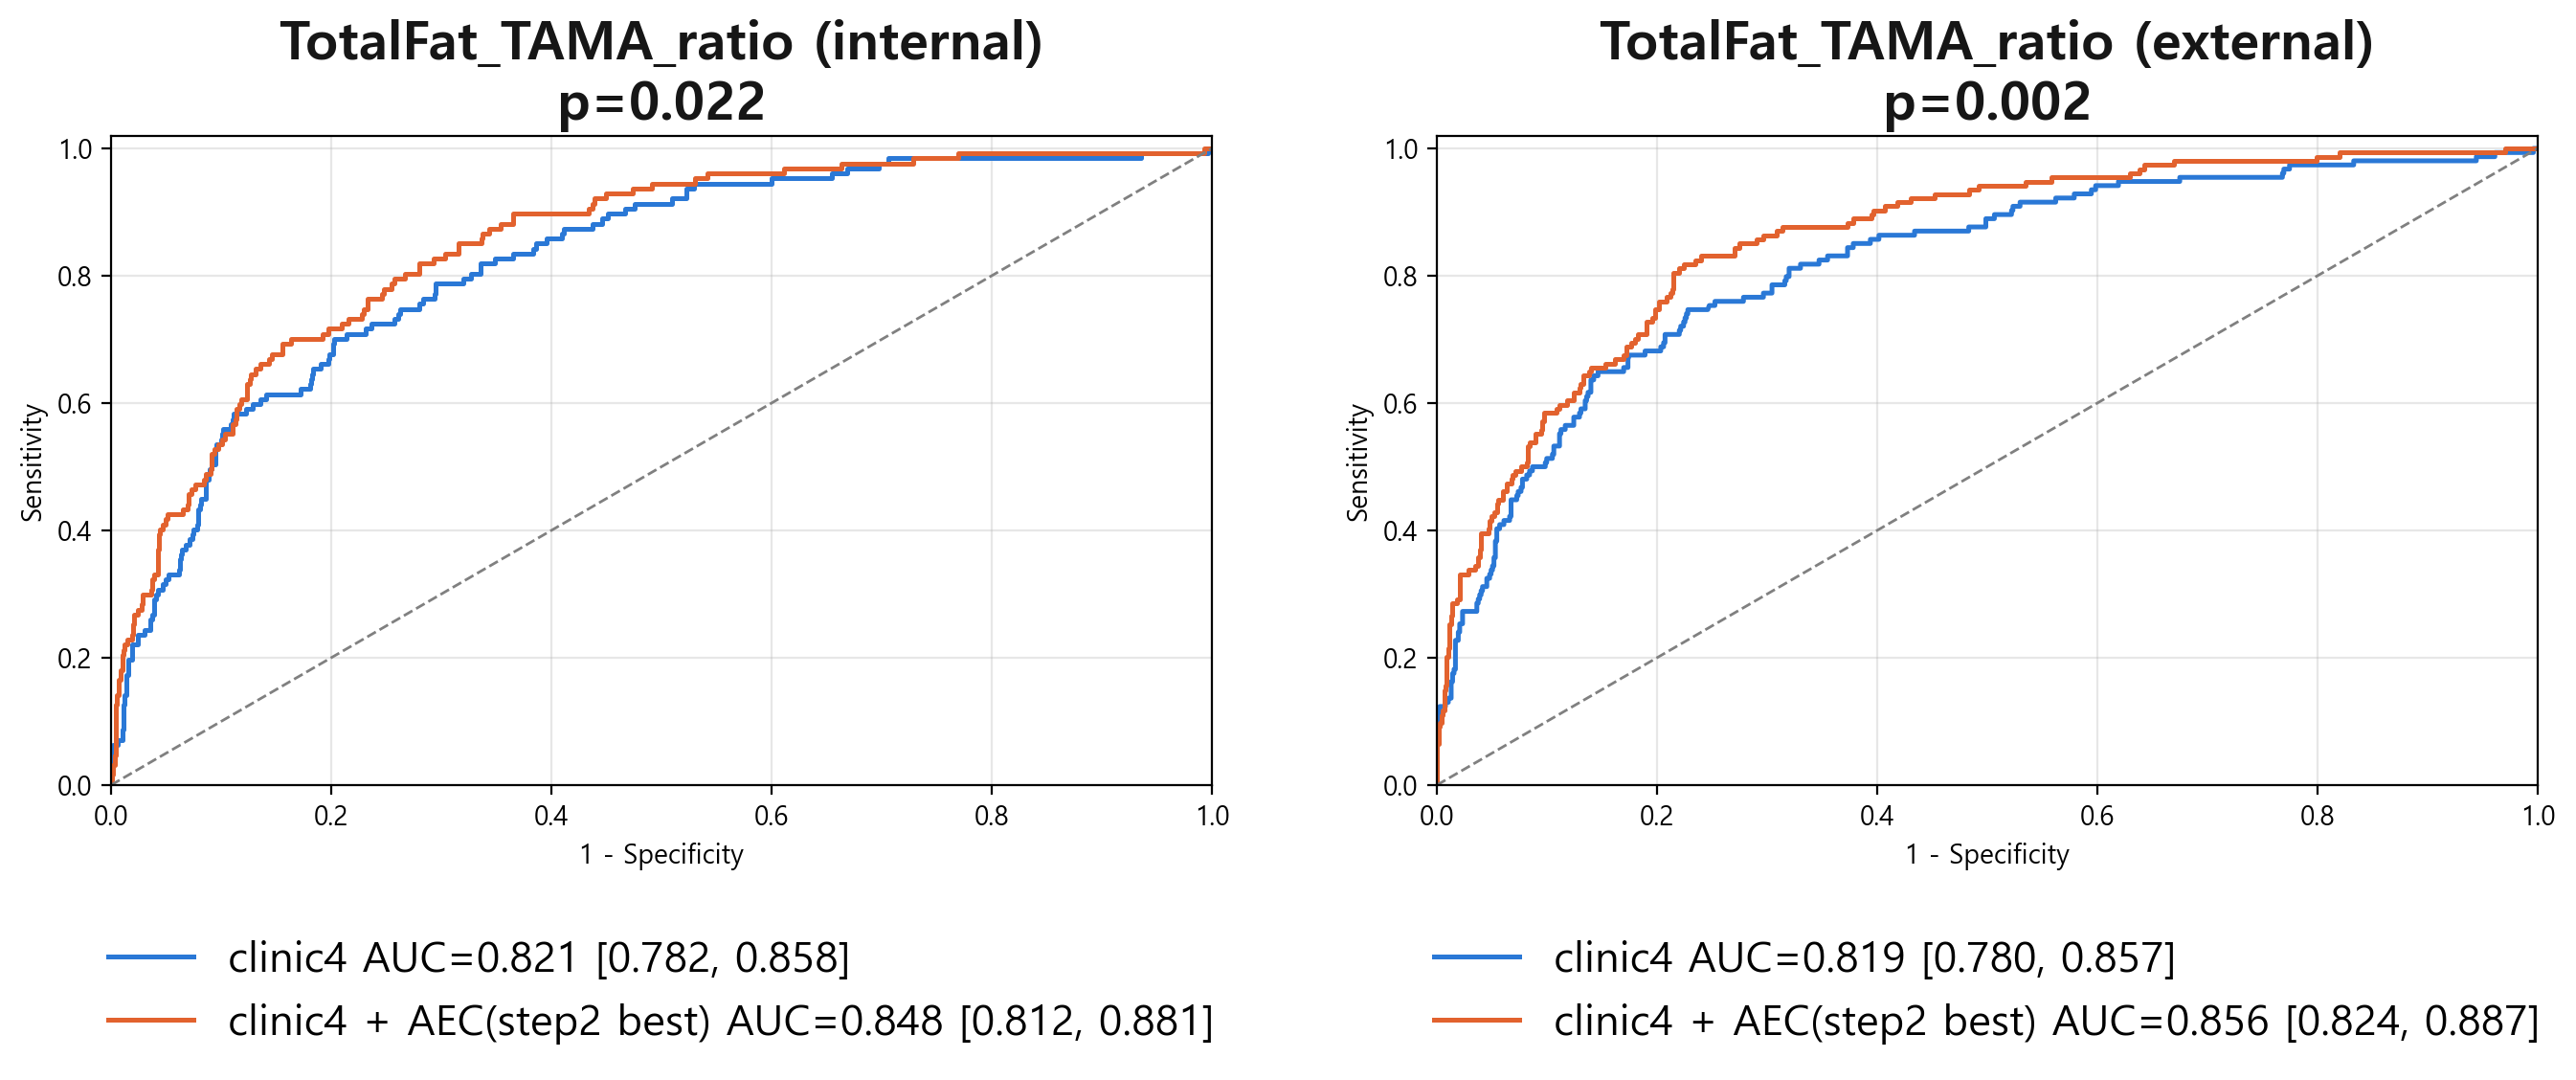 TotalFat_TAMA_ratio (internal)
p=0.022
1.0
0.8
0.6
0.4
0.2
0.0
Sensitivity
0.0 0.2 0.4 0.6 0.8 1.0
1 - Specificity
clinic4 AUC=0.821 [0.782, 0.858]
clinic4 + AEC(step2 best) AUC=0.848 [0.812, 0.881]
TotalFat_TAMA_ratio (external)
p=0.002
1.0
0.8
0.6
0.4
0.2
0.0
Sensitivity
0.0 0.2 0.4 0.6 0.8 1.0
1 - Specificity
clinic4 AUC=0.819 [0.780, 0.857]
clinic4 + AEC(step2 best) AUC=0.856 [0.824, 0.887]